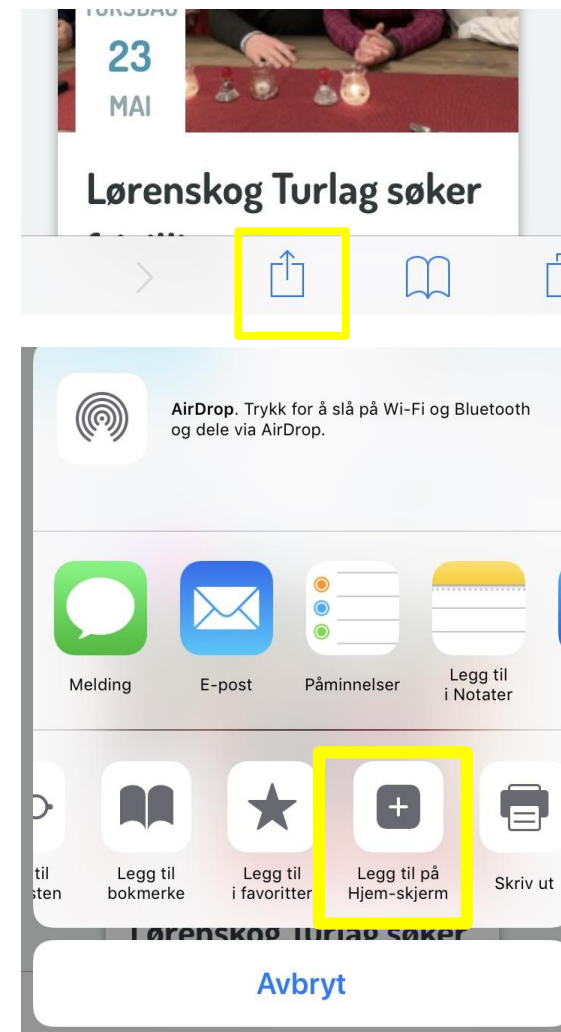 TORSDAG
23
MAI
Lørenskog Turlag søker
AirDrop. Trykk for å slå på Wi-Fi og Bluetooth
og dele via AirDrop.
Melding
E-post
Påminnelser
Legg til
i Notater
til
sten
Legg til
bokmerke
Legg til
i favoritter
Legg til på
Hjem-skjerm
Skriv ut
Lørenskog Turlag søker
Avbryt